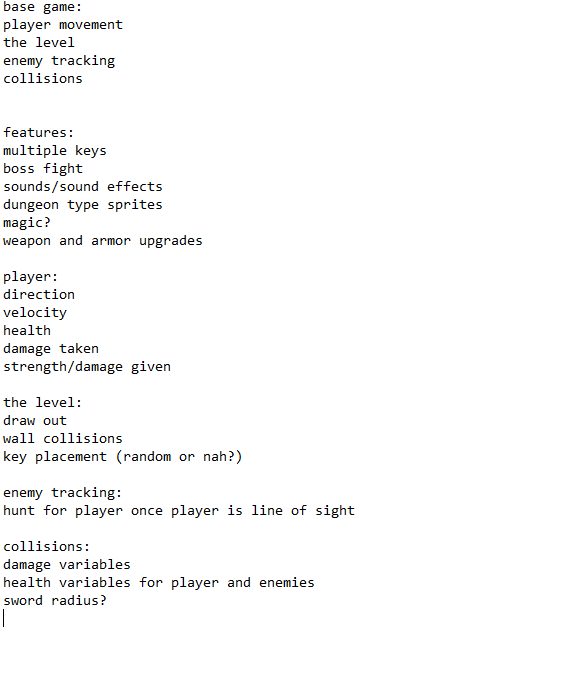 base game:
player movement
the level
enemy tracking
collisions
features:
multiple keys
boss fight
sounds/sound effects
dungeon type sprites
magic?
weapon and armor upgrades
player:
direction
velocity
health
damage taken
strength/damage given
the level:
draw out
wall collisions
key placement (random or nah?)
enemy tracking:
hunt for player once player is line of sight
collisions:
damage variables
health variables for player and enemies
sword radius?